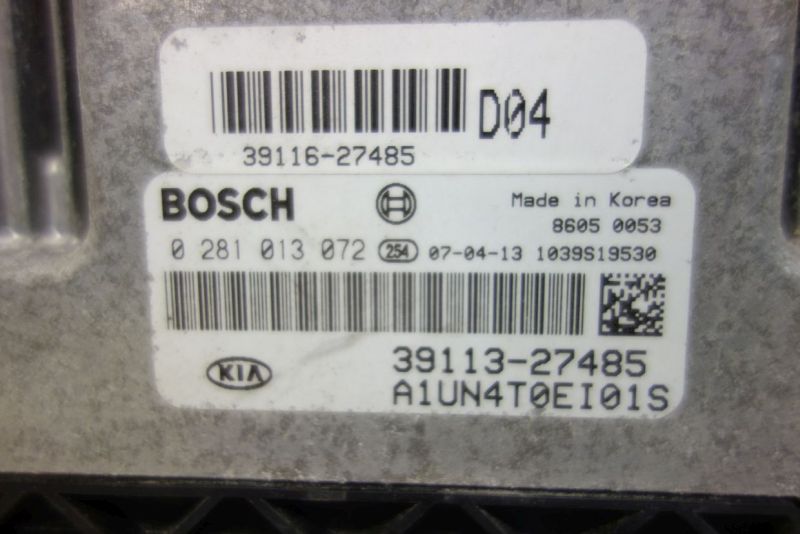 D04
39116-27485
BOSCH
Made in Korea
8605 0053
0 281 013 072 254 07-04-13 1039S19530
39113-27485
KIA A1UN4T0EI01S